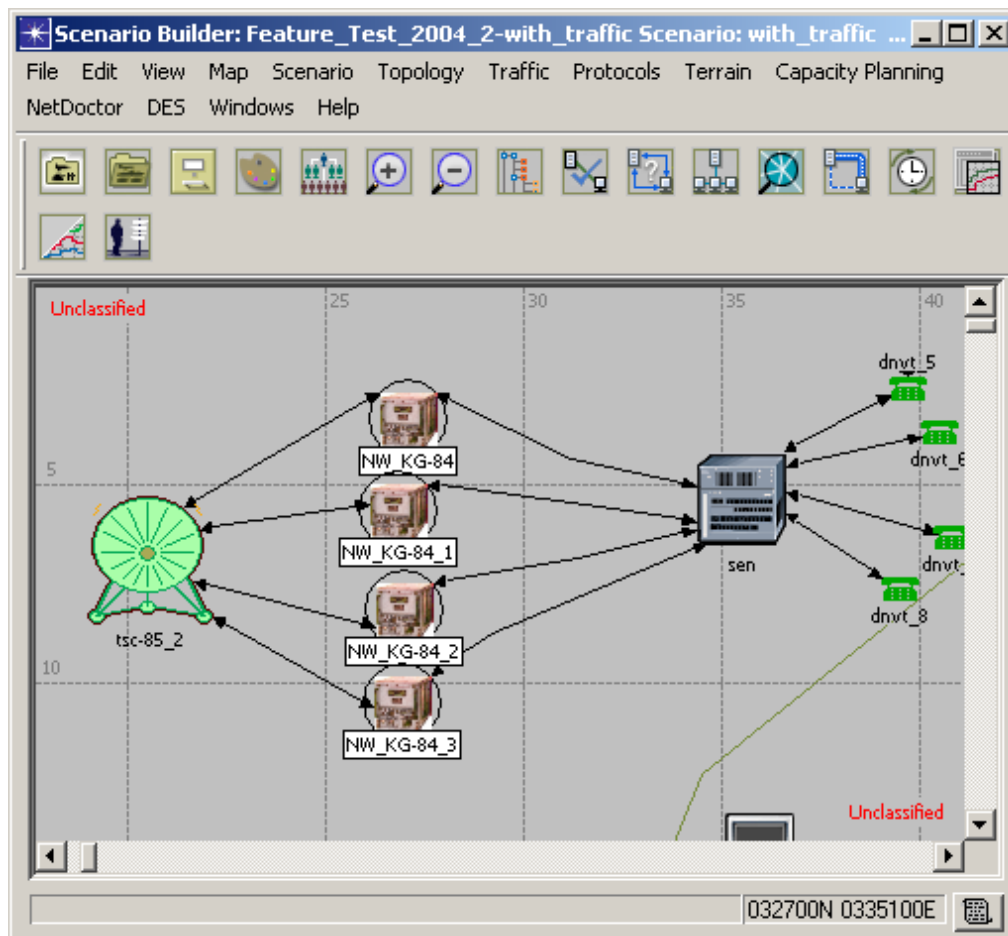 Scenario Builder: Feature_Test_2004_2-with_traffic Scenario: with_traffic ...
File Edit View Map Scenario Topology Traffic Protocols Terrain Capacity Planning
NetDoctor DES Windows Help
Unclassified
25 30 35 40
dnvt_5
NW_KG-84
dnvt_6
5
NW_KG-84_1
sen
dnvt_
dnvt_8
tsc-85_2
NW_KG-84_2
10
NW_KG-84_3
Unclassified
032700N 0335100E